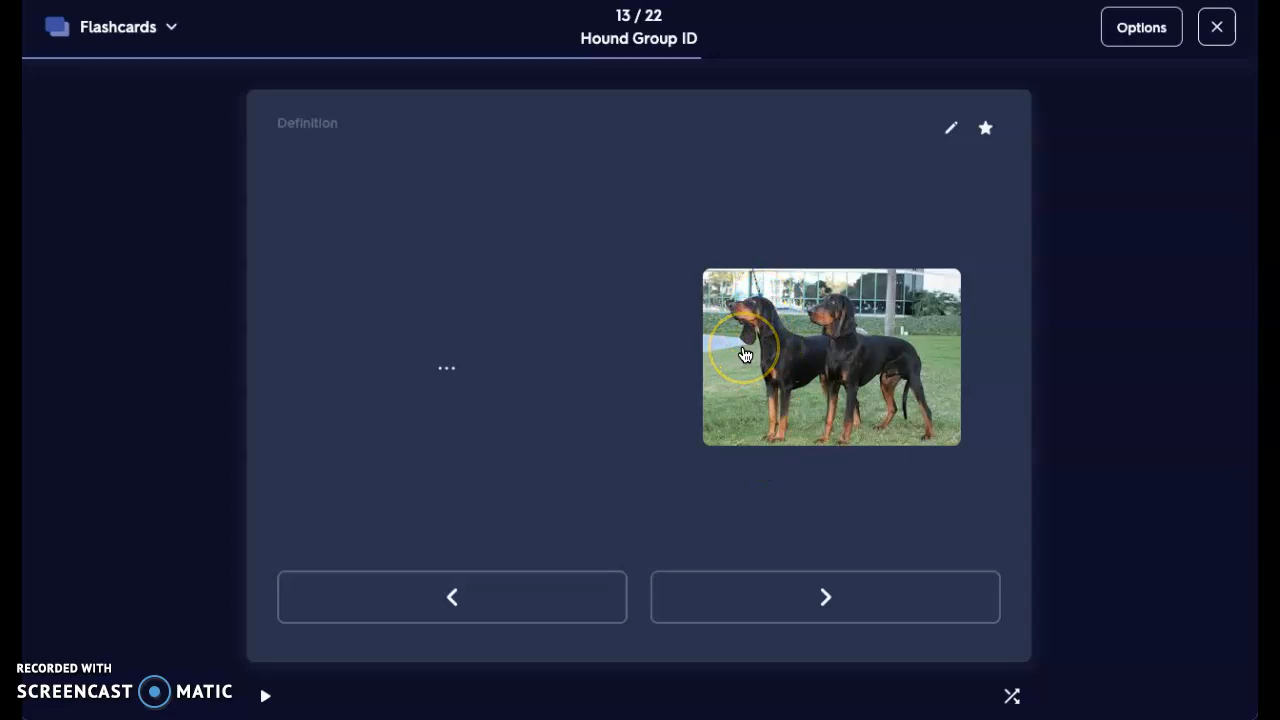 Flashcards
13 / 22
Hound Group ID
Options
Definition
...
RECORDED WITH
SCREENCAST MATIC